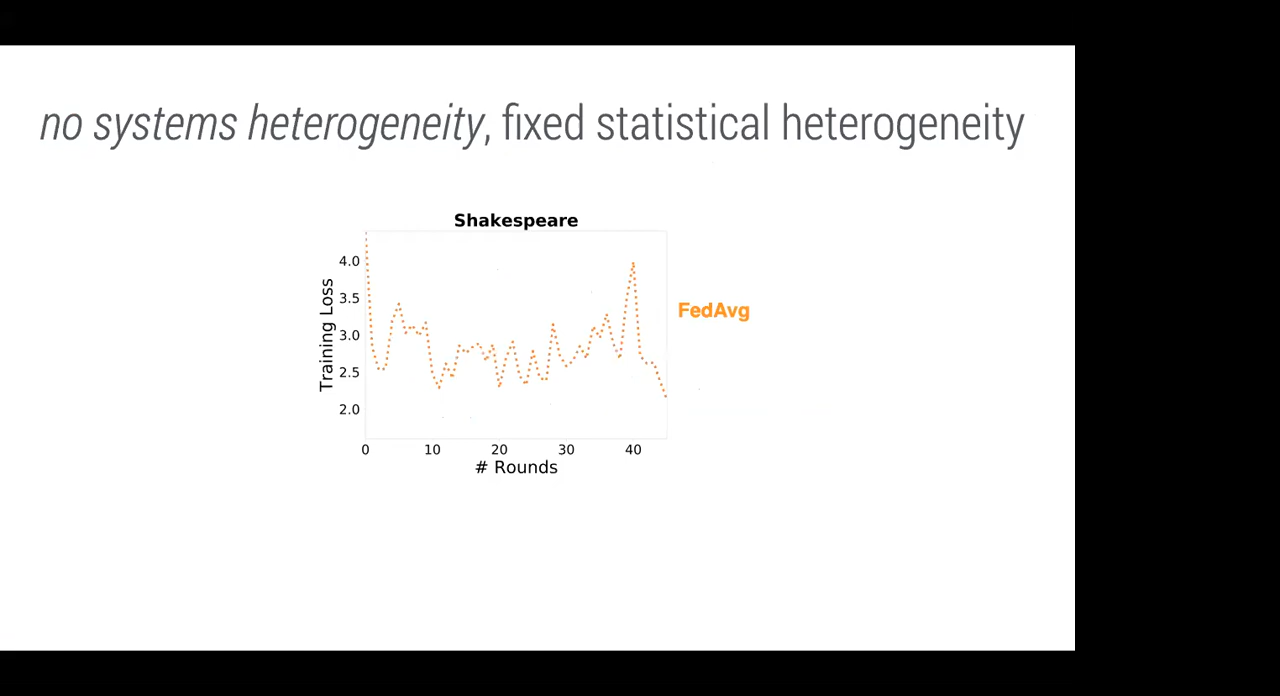 no systems heterogeneity, fixed statistical heterogeneity
Shakespeare
Training Loss
4.0
3.5
3.0
2.5
2.0
0 10 20 30 40
# Rounds
FedAvg